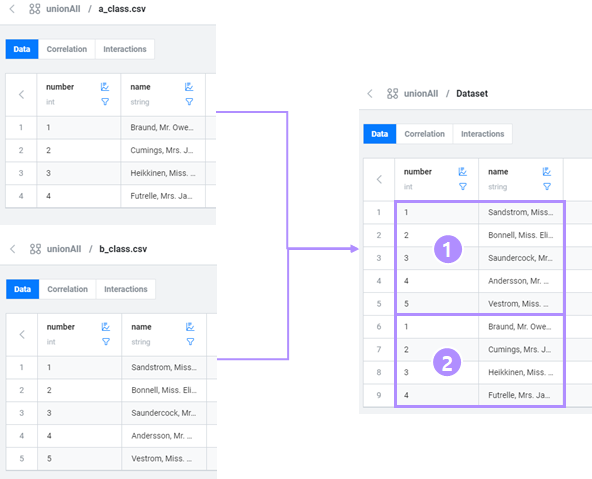 unionAll / a_class.csv
Data Correlation Interactions
number name
int string
1 1 Braund, Mr. Owe...
2 2 Cumings, Mrs. J...
3 3 Heikkinen, Miss. ...
4 4 Futrelle, Mrs. Ja...
unionAll / b_class.csv
Data Correlation Interactions
number name
int string
1 1 Sandstrom, Miss...
2 2 Bonnell, Miss. Eli...
3 3 Saundercock, Mr...
4 4 Andersson, Mr. ...
5 5 Vestrom, Miss. ...
unionAll / Dataset
Data Correlation Interactions
number name
int string
1 1 Sandstrom, Miss...
2 2 Bonnell, Miss. Eli...
3 3 Saundercock, Mr...
4 4 Andersson, Mr. ...
5 5 Vestrom, Miss. ...
1
6 1 Braund, Mr. Owe...
7 2 Cumings, Mrs. J...
8 3 Heikkinen, Miss. ...
9 4 Futrelle, Mrs. Ja...
2